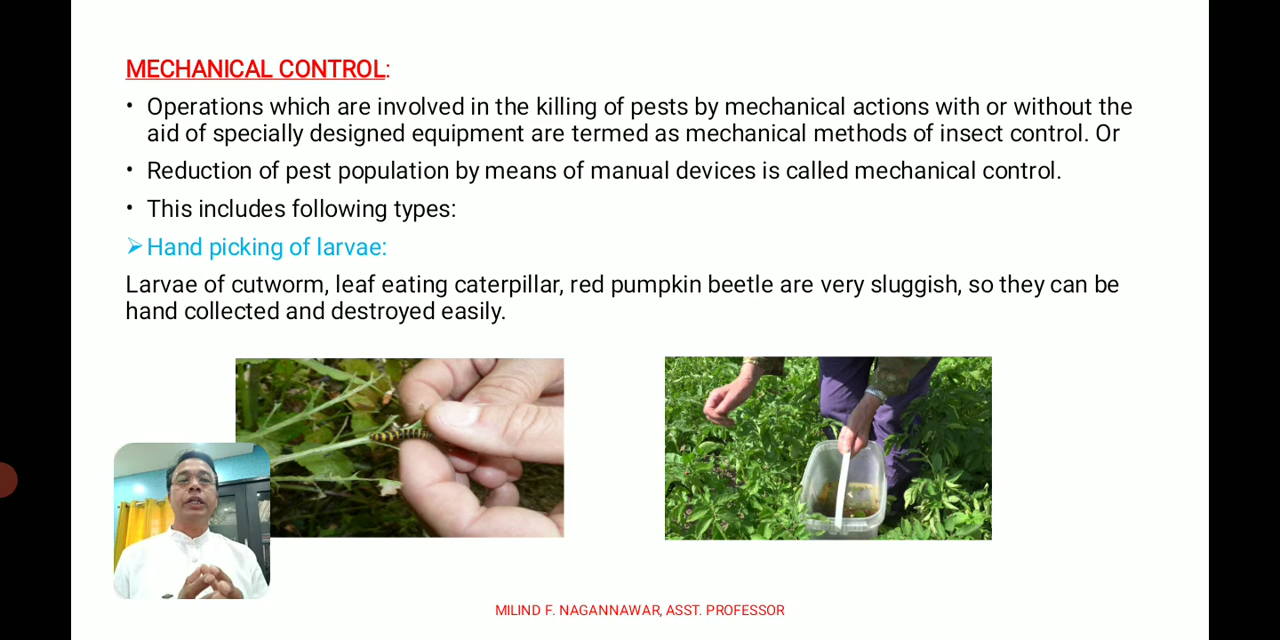 MECHANICAL CONTROL:
• Operations which are involved in the killing of pests by mechanical actions with or without the
aid of specially designed equipment are termed as mechanical methods of insect control. Or
• Reduction of pest population by means of manual devices is called mechanical control.
• This includes following types:
➢ Hand picking of larvae:
Larvae of cutworm, leaf eating caterpillar, red pumpkin beetle are very sluggish, so they can be
hand collected and destroyed easily.
MILIND F. NAGANNAWAR, ASST. PROFESSOR